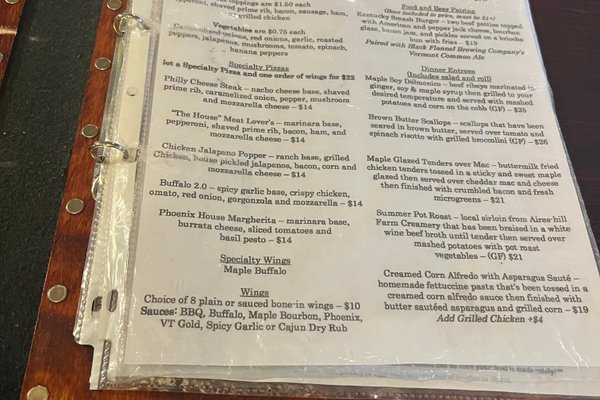 toppings are $1.50 each
pepperoni, shaved prime rib, bacon, sausage, ham,
grilled chicken
Vegetables are $0.75 each
Caramelized onions, red onions, garlic, roasted
peppers, jalapenos, mushrooms, tomato, spinach,
banana peppers
Specialty Pizzas
Get a Specialty Pizza and one order of wings for $22
Philly Cheese Steak – nacho cheese base, shaved
prime rib, caramelized onion, pepper, mushroom
and mozzarella cheese – $14
"The House" Meat Lover's – marinara base,
pepperoni, shaved prime rib, bacon, ham, and
mozzarella cheese – $14
Chicken Jalapeno Popper – ranch base, grilled
Chicken, house pickled jalapenos, bacon, corn and
mozzarella cheese – $14
Buffalo 2.0 – spicy garlic base, crispy chicken,
tomato, red onion, gorgonzola and mozzarella – $14
Phoenix House Margherita – marinara base,
burrata cheese, sliced tomatoes and
basil pesto – $14
Specialty Wings
Maple Buffalo
Wings
Choice of 8 plain or sauced bone-in wings – $10
Sauces: BBQ, Buffalo, Maple Bourbon, Phoenix,
VT Gold, Spicy Garlic or Cajun Dry Rub
Food and Beer Pairing
(Beer included in price, must be 21+)
Kentucky Smash Burger – two beef patties topped
with American and pepper jack cheese, bourbon
glaze, bacon jam, and pickles served on a brioche
bun with fries – $19
Paired with Black Flannel Brewing Company's
Vermont Common Ale
Dinner Entrees
(Includes salad and roll)
Maple Soy Delmonico – beef ribeye marinated in
ginger, soy & maple syrup then grilled to your
desired temperature and served with mashed
potatoes and corn on the cobb (GF) – $26
Brown Butter Scallops – scallops that have been
seared in brown butter, served over tomato and
spinach risotto with grilled broccolini (GF) – $26
Maple Glazed Tenders over Mac – buttermilk fried
chicken tenders tossed in a sticky and sweet maple
glazed then served over cheddar mac and cheese
then finished with crumbled bacon and fresh
microgreens – $21
Summer Pot Roast – local sirloin from Aires-hill
Farm Creamery that has been braised in a white
wine beef broth until tender then served over
mashed potatoes with pot roast
vegetables – (GF) $21
Creamed Corn Alfredo with Asparagus Sauté –
homemade fettuccine pasta that's been tossed in a
creamed corn alfredo sauce then finished with
butter sautéed asparagus and grilled corn – $19
Add Grilled Chicken +$4